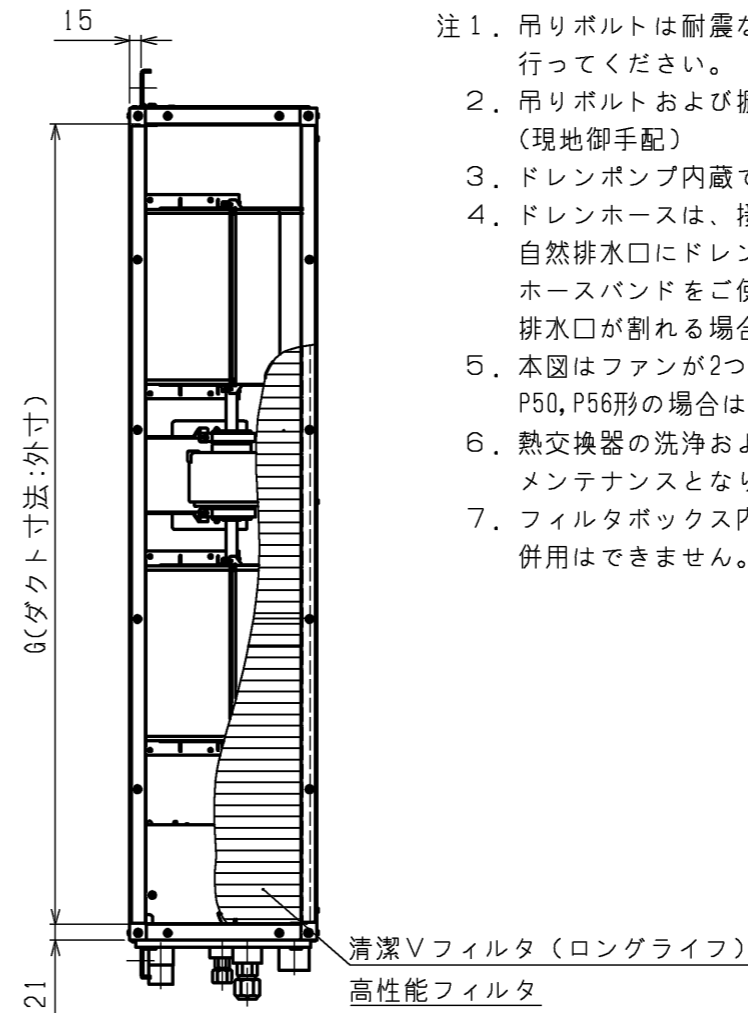 15
注1. 吊りボルトは耐震な
行ってください。
2. 吊りボルトおよび振
(現地御手配)
3. ドレンポンプ内蔵で
4. ドレンホースは、接
自然排水口にドレン
ホースバンドをご使
排水口が割れる場合
5. 本図はファンが2つ
P50,P56形の場合は
6. 熱交換器の洗浄およ
メンテナンスとなり
7. フィルタボックス内
併用はできません。
G(ダクト寸法:外寸)
21
清潔Vフィルタ(ロングライフ)
高性能フィルタ